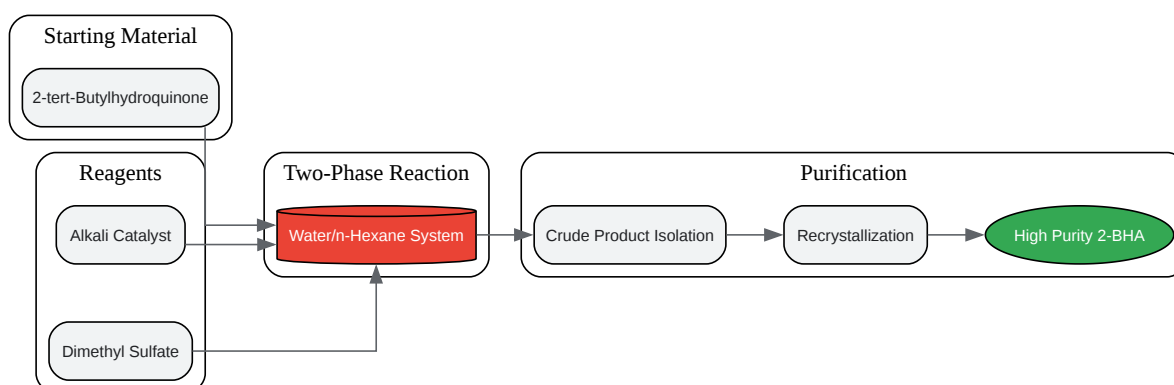 Starting Material
2-tert-Butylhydroquinone
Reagents
Alkali Catalyst
Dimethyl Sulfate
Two-Phase Reaction
Water/n-Hexane System
Purification
Crude Product Isolation
Recrystallization
High Purity 2-BHA